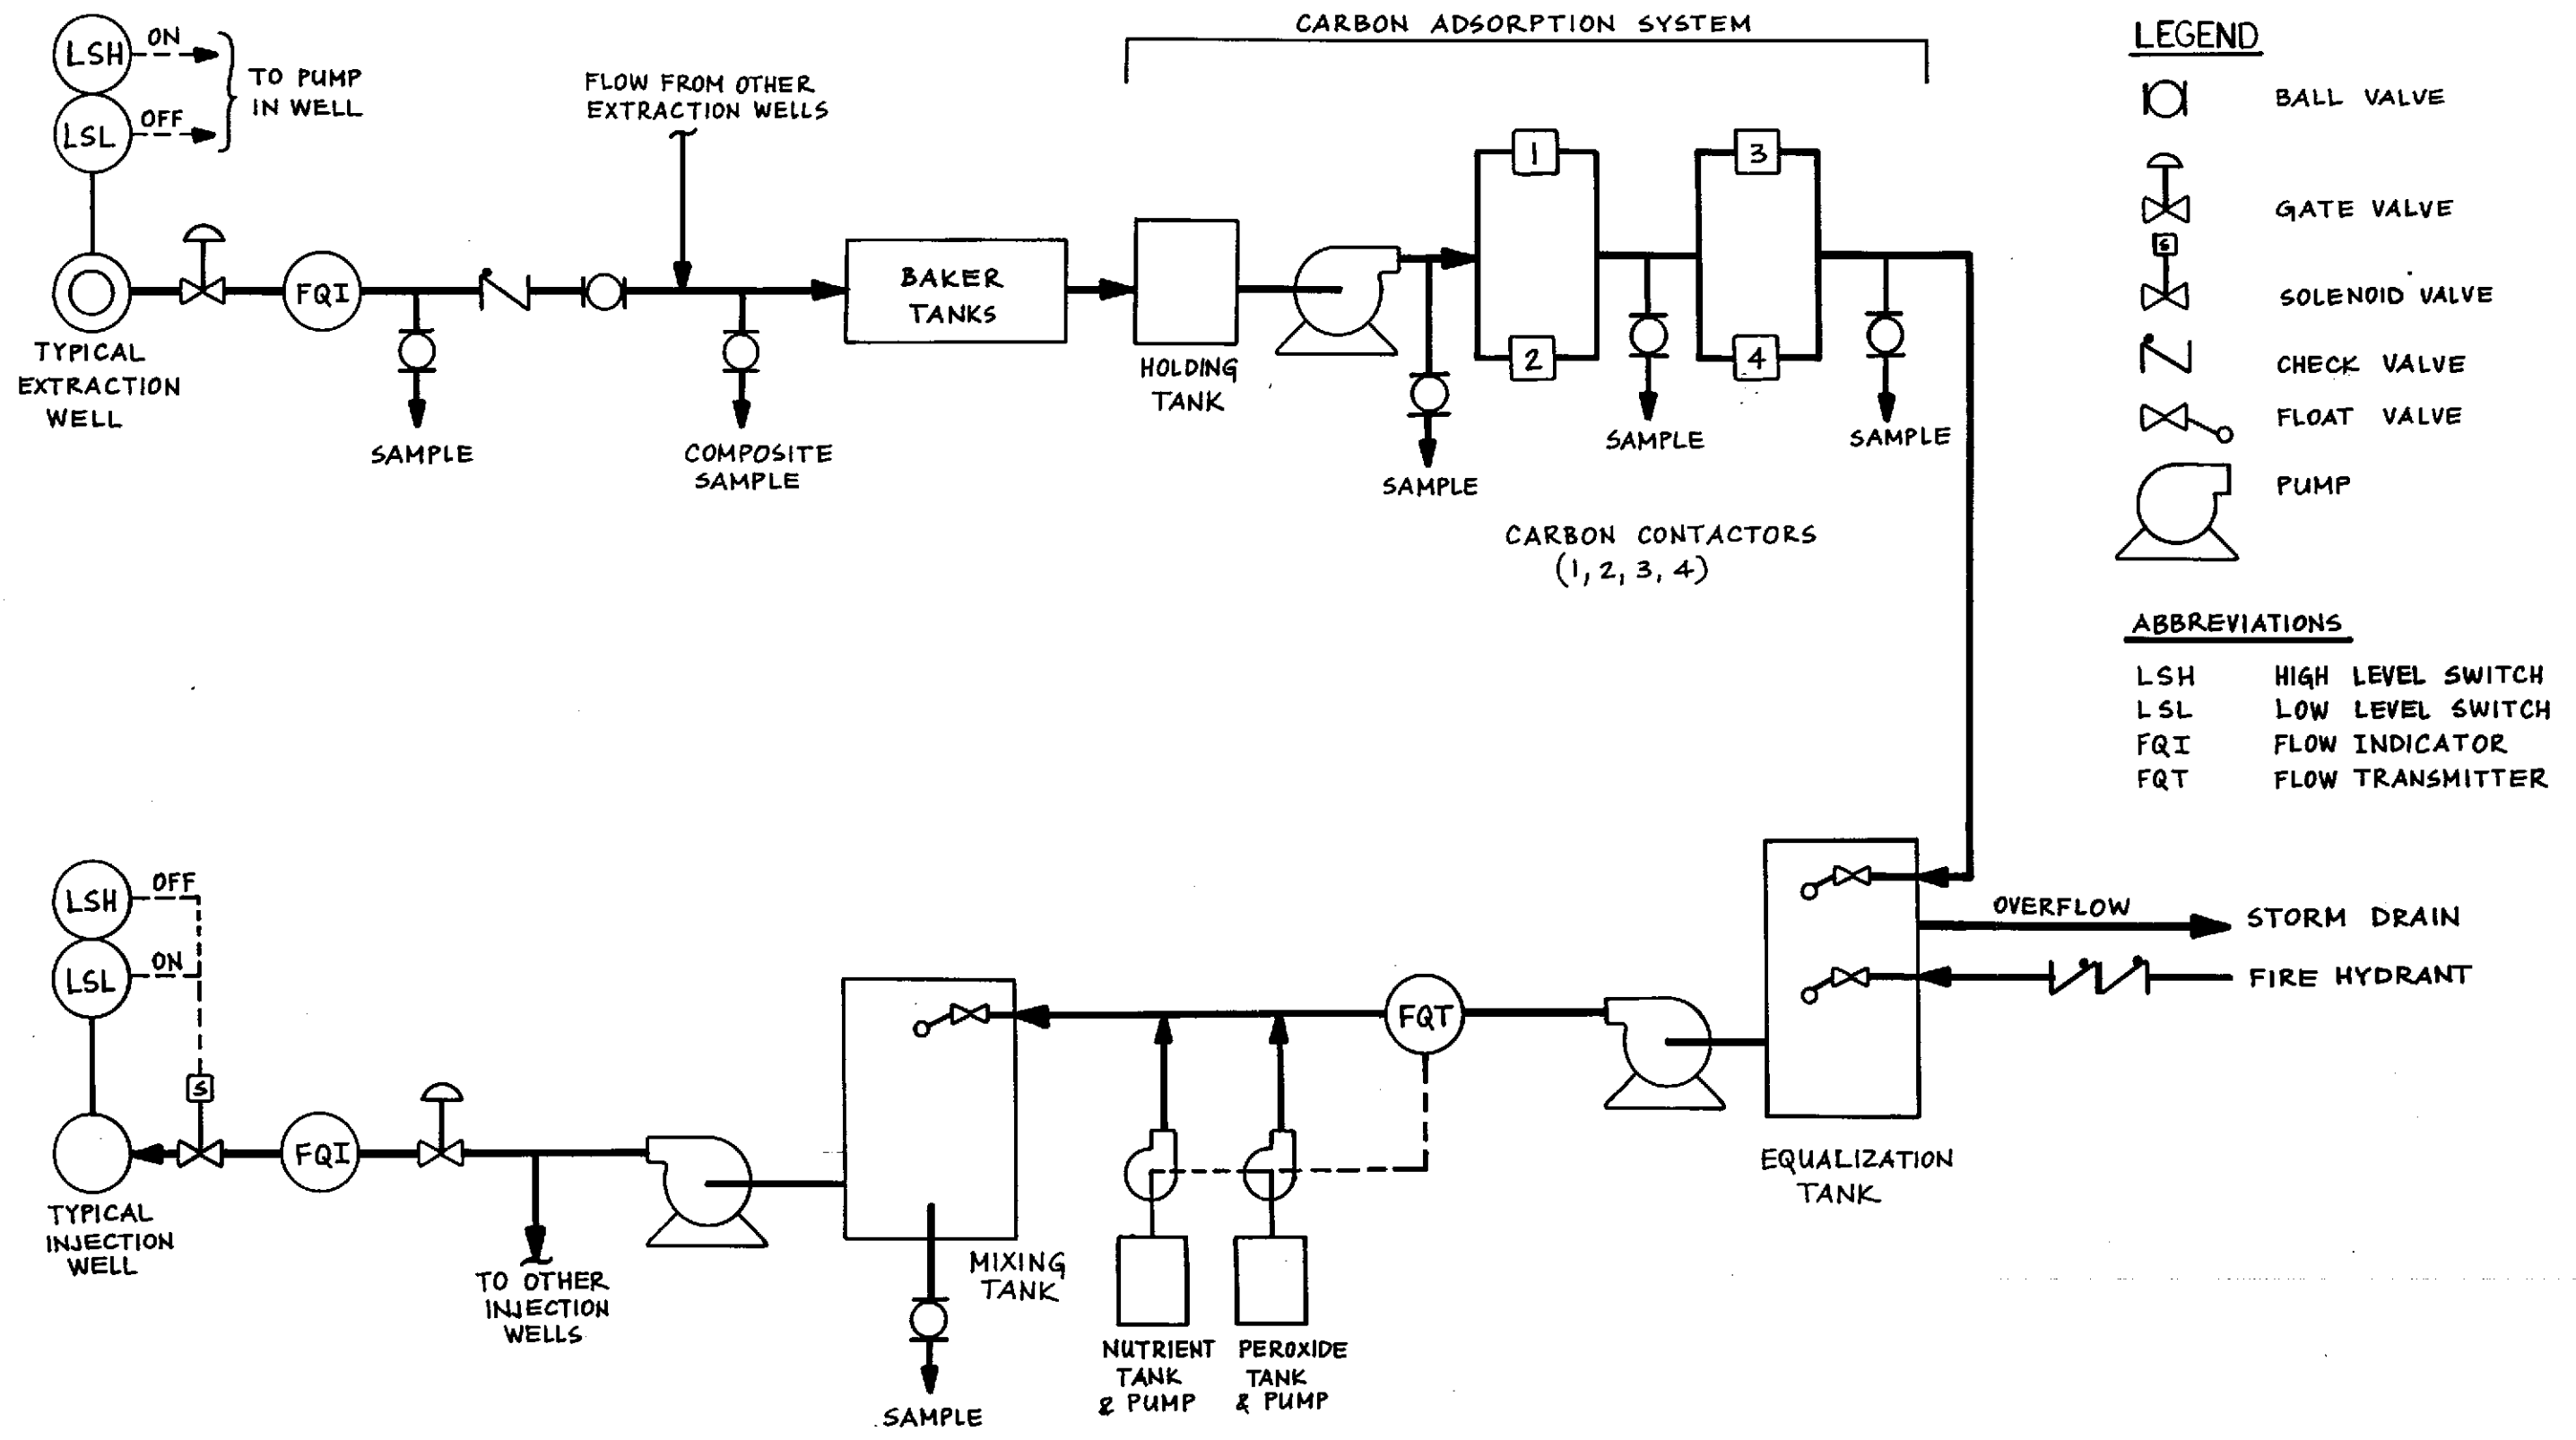 CARBON ADSORPTION SYSTEM
LSH
ON
LSL
OFF
TO PUMP
IN WELL
FLOW FROM OTHER
EXTRACTION WELLS
FQI
TYPICAL
EXTRACTION
WELL
SAMPLE
COMPOSITE
SAMPLE
BAKER
TANKS
HOLDING
TANK
SAMPLE
1
2
SAMPLE
3
4
SAMPLE
CARBON CONTACTORS
(1, 2, 3, 4)
LEGEND
BALL VALVE
GATE VALVE
S
SOLENOID VALVE
CHECK VALVE
FLOAT VALVE
PUMP
ABBREVIATIONS
LSH HIGH LEVEL SWITCH
LSL LOW LEVEL SWITCH
FQI FLOW INDICATOR
FQT FLOW TRANSMITTER
OVERFLOW
STORM DRAIN
FIRE HYDRANT
EQUALIZATION
TANK
FQT
NUTRIENT
TANK
& PUMP
PEROXIDE
TANK
& PUMP
MIXING
TANK
SAMPLE
TO OTHER
INJECTION
WELLS
FQI
S
LSH
OFF
LSL
ON
TYPICAL
INJECTION
WELL